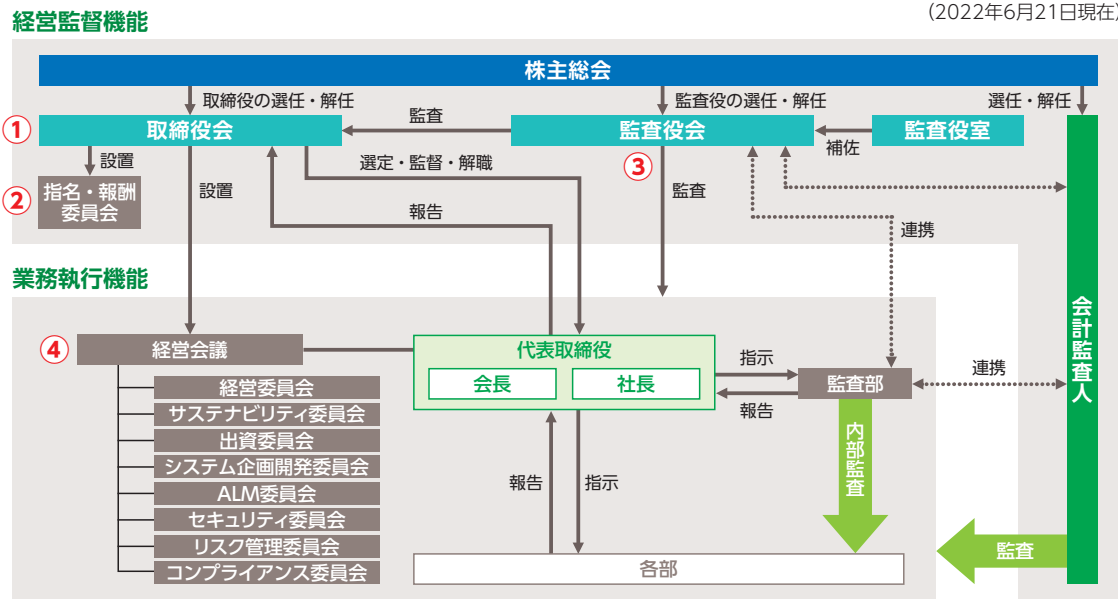 (2022年6月21日現在)
経営監督機能
株主総会
取締役の選任・解任
監査役の選任・解任
選任・解任
① 取締役会
監査
監査役会
補佐
監査役室
設置
設置
選定・監督・解職
③
監査
② 指名・報酬
委員会
報告
連携
業務執行機能
会計監査人
④ 経営会議
代表取締役
会長
社長
指示
報告
監査部
連携
経営委員会
サステナビリティ委員会
出資委員会
システム企画開発委員会
ALM委員会
セキュリティ委員会
リスク管理委員会
コンプライアンス委員会
内部監査
報告
指示
監査
各部